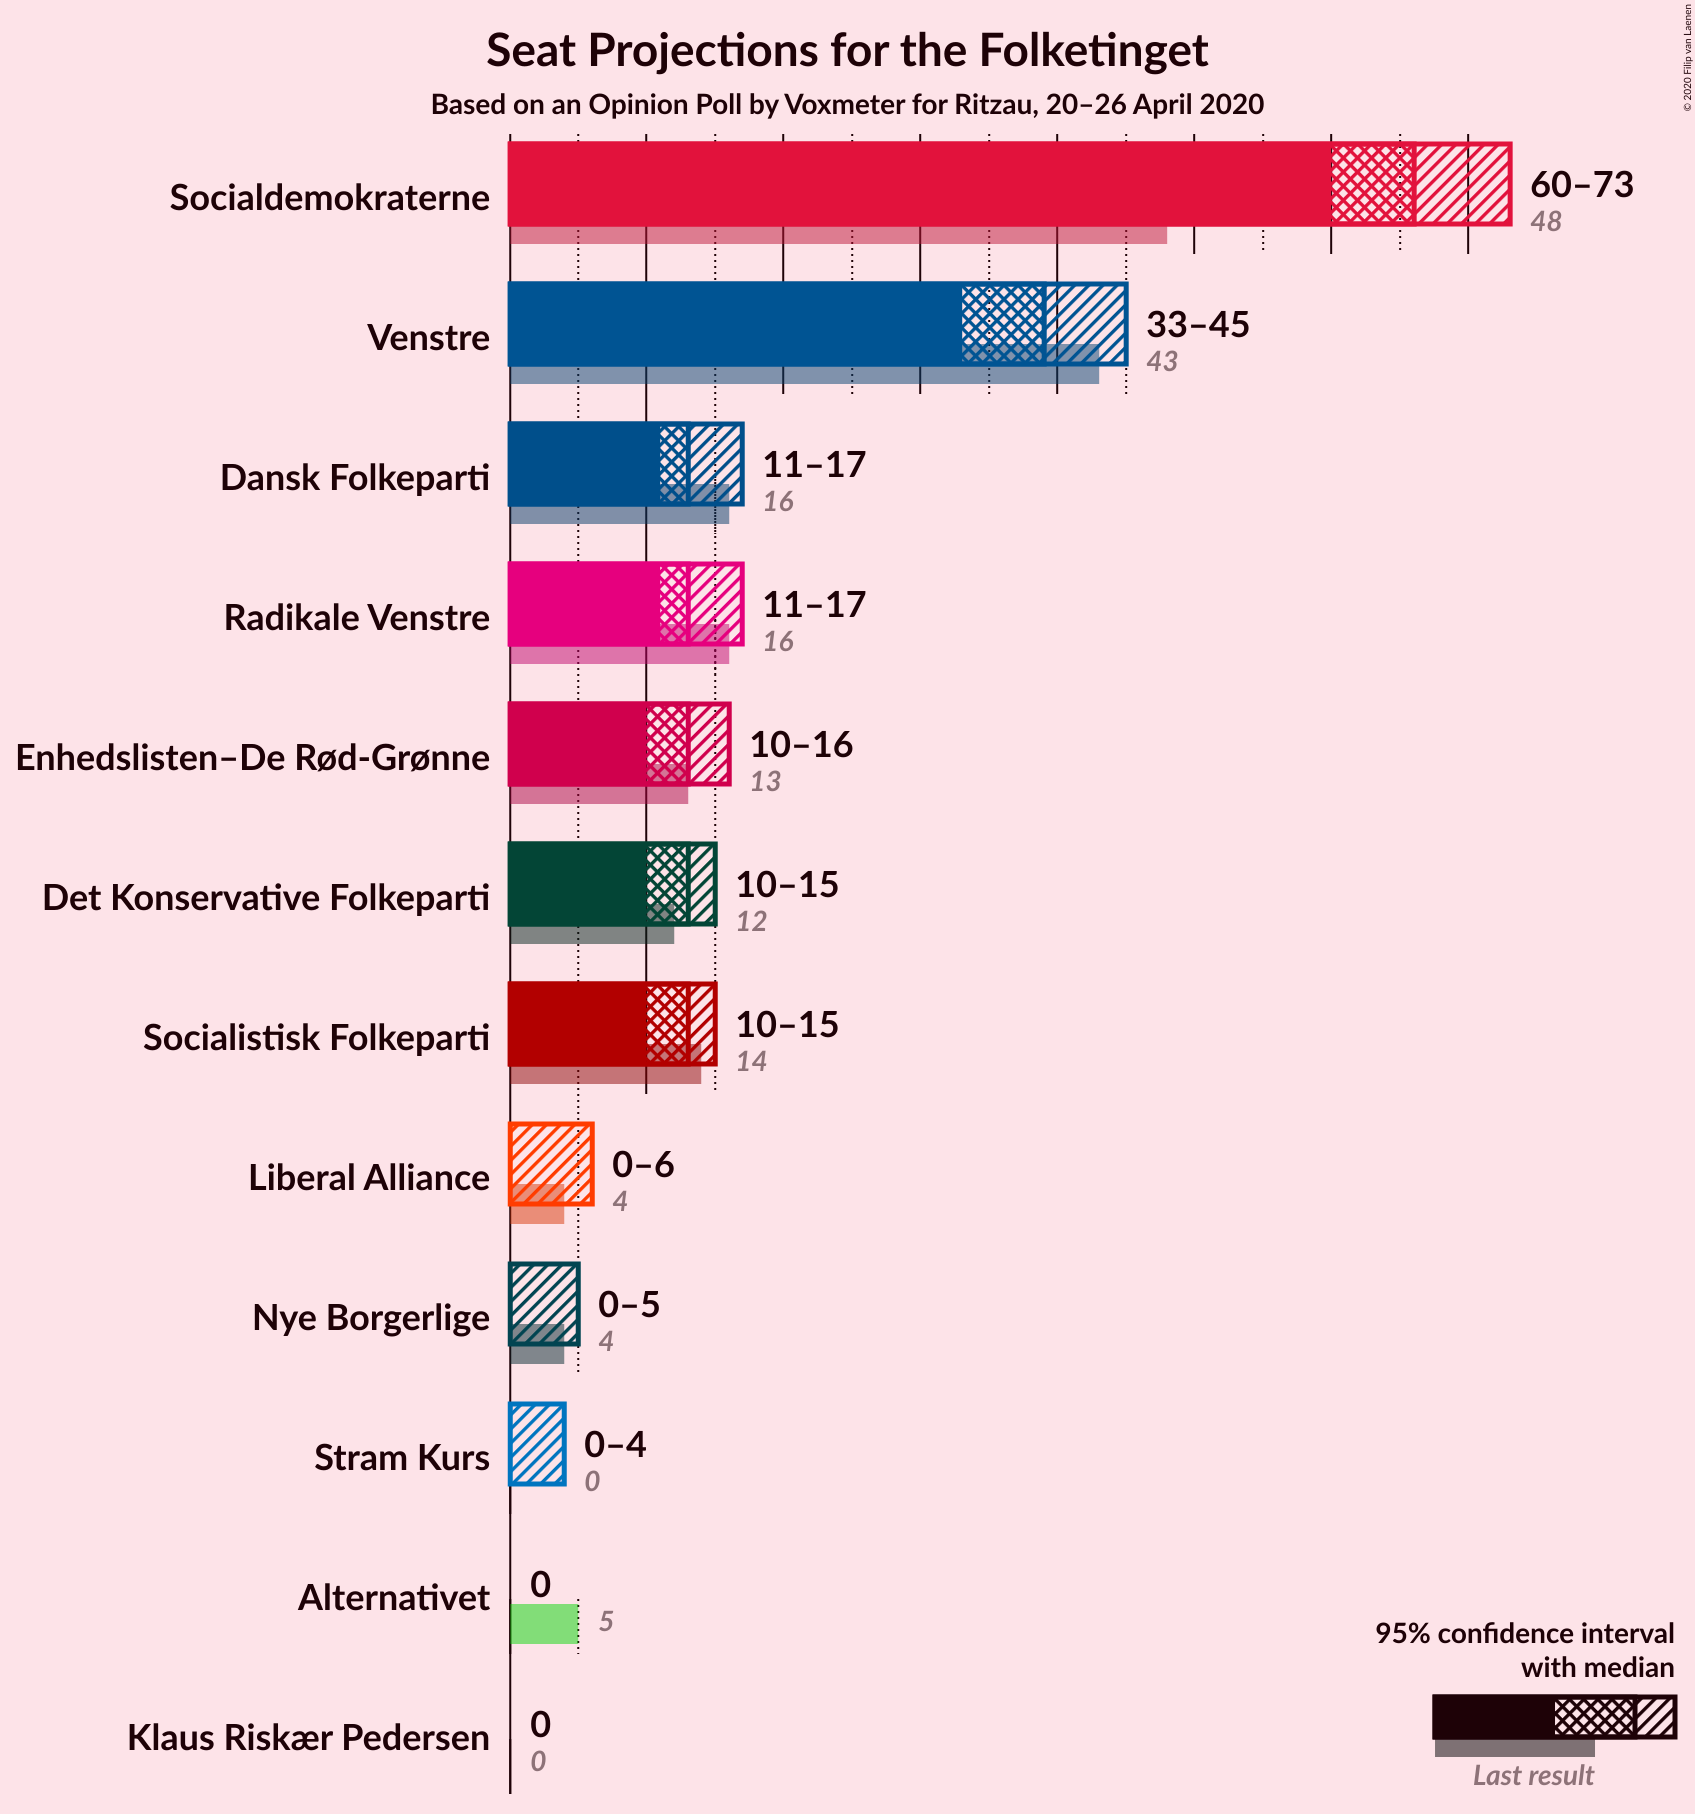 Seat Projections for the Folketinget
Based on an Opinion Poll by Voxmeter for Ritzau, 20–26 April 2020
© 2020 Filip van Laenen
Socialdemokraterne
60–73
48
Venstre
33–45
43
Dansk Folkeparti
11–17
16
Radikale Venstre
11–17
16
Enhedslisten–De Rød-Grønne
10–16
13
Det Konservative Folkeparti
10–15
12
Socialistisk Folkeparti
10–15
14
Liberal Alliance
0–6
4
Nye Borgerlige
0–5
4
Stram Kurs
0–4
0
Alternativet
0
5
Klaus Riskær Pedersen
0
0
95% confidence interval
with median
Last result